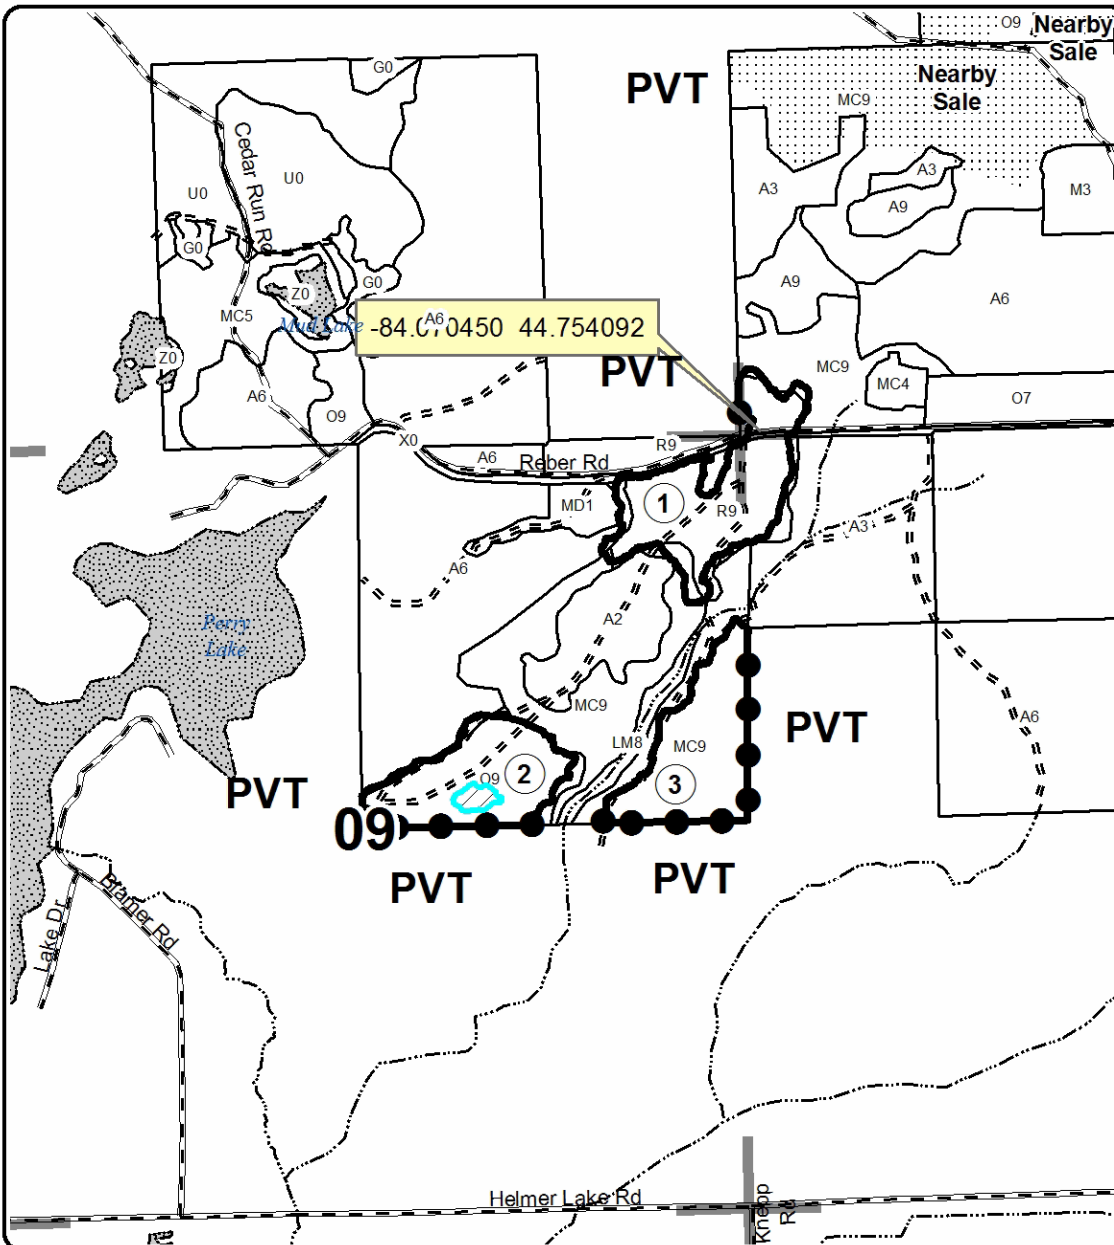 O9
Nearby
Sale
Nearby
Sale
PVT
G0
MC9
Cedar Run Rd
U0
U0
A3
A3
M3
A9
G0
G0
A9
Z0
A6
MC5
Mud Lake
A6
-84.070450 44.754092
Z0
PVT
MC9
MC4
O7
A6
O9
X0
R9
A6
Reber Rd
MD1
1
R9
A3
A6
A2
Perry
Lake
MC9
A6
PVT
LM8
MC9
O9
2
3
PVT
09
PVT
PVT
Bramer Rd
Lake Dr
Helmer Lake Rd
Knepp
Rd